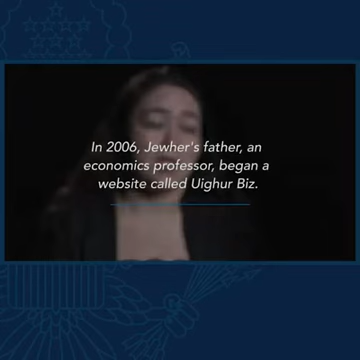 In 2006, Jewher's father, an
economics professor, began a
website called Uighur Biz.